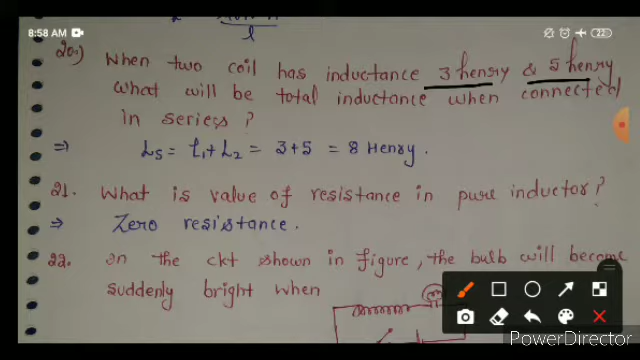 8:58 AM
22
l
20.) When two coil has inductance 3 henry & 5 henry
what will be total inductance when connected
in series?
⇒ Ls = L1 + L2 = 3+5 = 8 Henry.
21. What is value of resistance in pure inductor?
⇒ Zero resistance.
22. In the ckt shown in figure, the bulb will become
suddenly bright when
PowerDirector